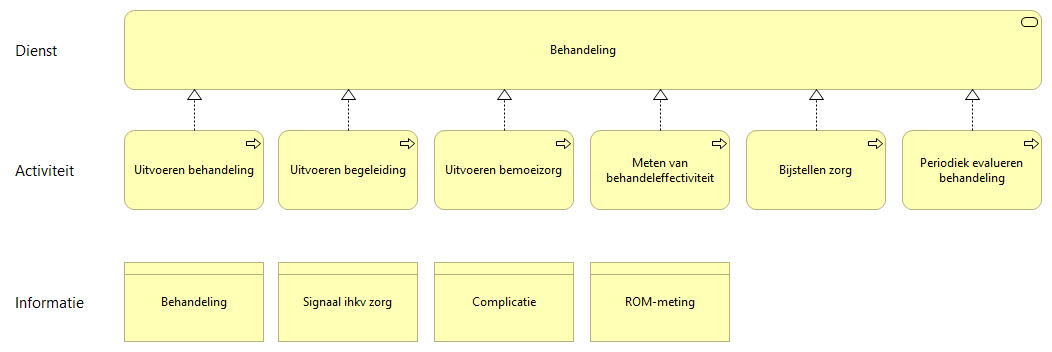 Dienst
Behandeling
Activiteit
Uitvoeren behandeling
Uitvoeren begeleiding
Uitvoeren bemoeizorg
Meten van
behandeleffectiviteit
Bijstellen zorg
Periodiek evalueren
behandeling
Informatie
Behandeling
Signaal ihkv zorg
Complicatie
ROM-meting